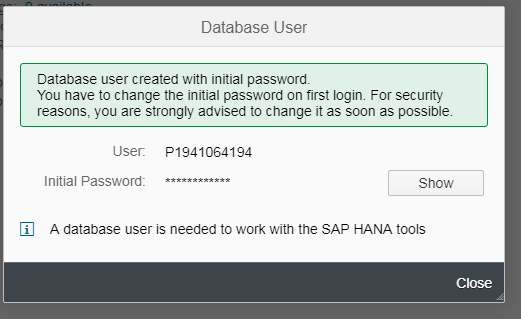 Database User
Database user created with initial password.
You have to change the initial password on first login. For security
reasons, you are strongly advised to change it as soon as possible.
User: P1941064194
Initial Password: ************ Show
A database user is needed to work with the SAP HANA tools
Close